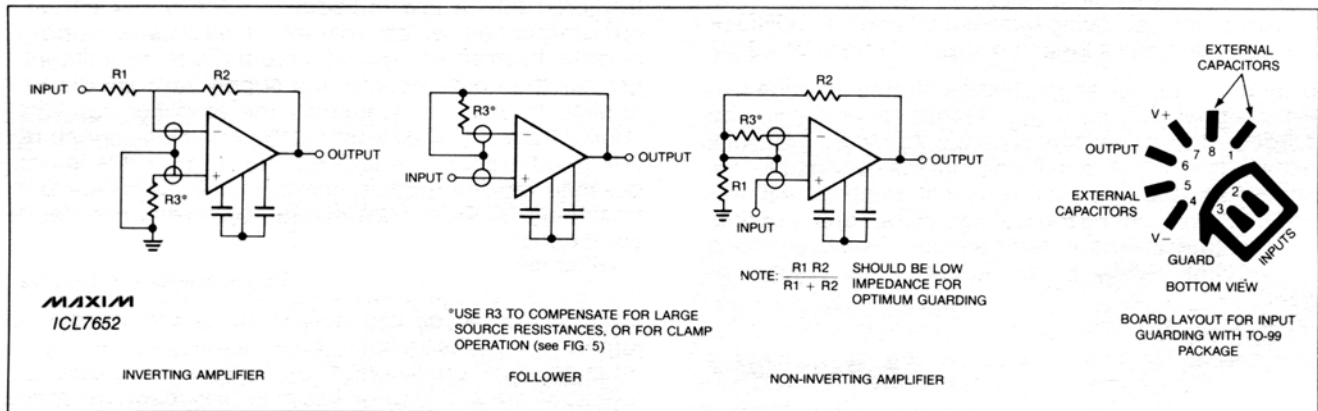 R1
R2
INPUT
−
+
OUTPUT
R3*
MAXIM
ICL7652
INVERTING AMPLIFIER
R3*
−
+
INPUT
OUTPUT
*USE R3 TO COMPENSATE FOR LARGE
SOURCE RESISTANCES, OR FOR CLAMP
OPERATION (see FIG. 5)
FOLLOWER
R2
R3*
−
+
R1
INPUT
OUTPUT
NOTE: R1 R2 / R1 + R2 SHOULD BE LOW
IMPEDANCE FOR
OPTIMUM GUARDING
NON-INVERTING AMPLIFIER
EXTERNAL
CAPACITORS
V+
OUTPUT
EXTERNAL
CAPACITORS
V−
7
8
1
6
5
4
2
3
GUARD
INPUTS
BOTTOM VIEW
BOARD LAYOUT FOR INPUT
GUARDING WITH TO-99
PACKAGE